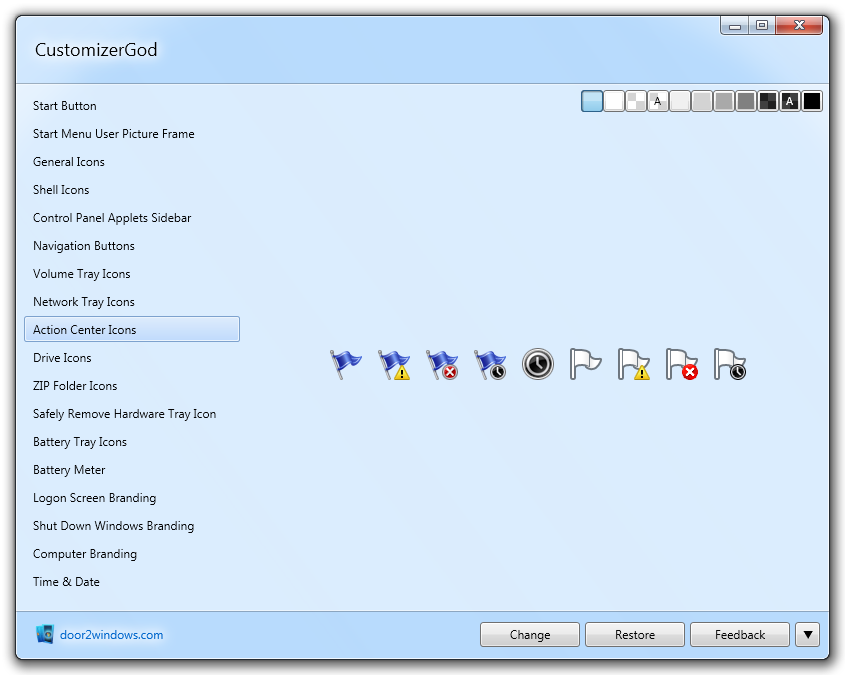 CustomizerGod
A
A
Start Button
Start Menu User Picture Frame
General Icons
Shell Icons
Control Panel Applets Sidebar
Navigation Buttons
Volume Tray Icons
Network Tray Icons
Action Center Icons
Drive Icons
ZIP Folder Icons
Safely Remove Hardware Tray Icon
Battery Tray Icons
Battery Meter
Logon Screen Branding
Shut Down Windows Branding
Computer Branding
Time & Date
door2windows.com
Change
Restore
Feedback